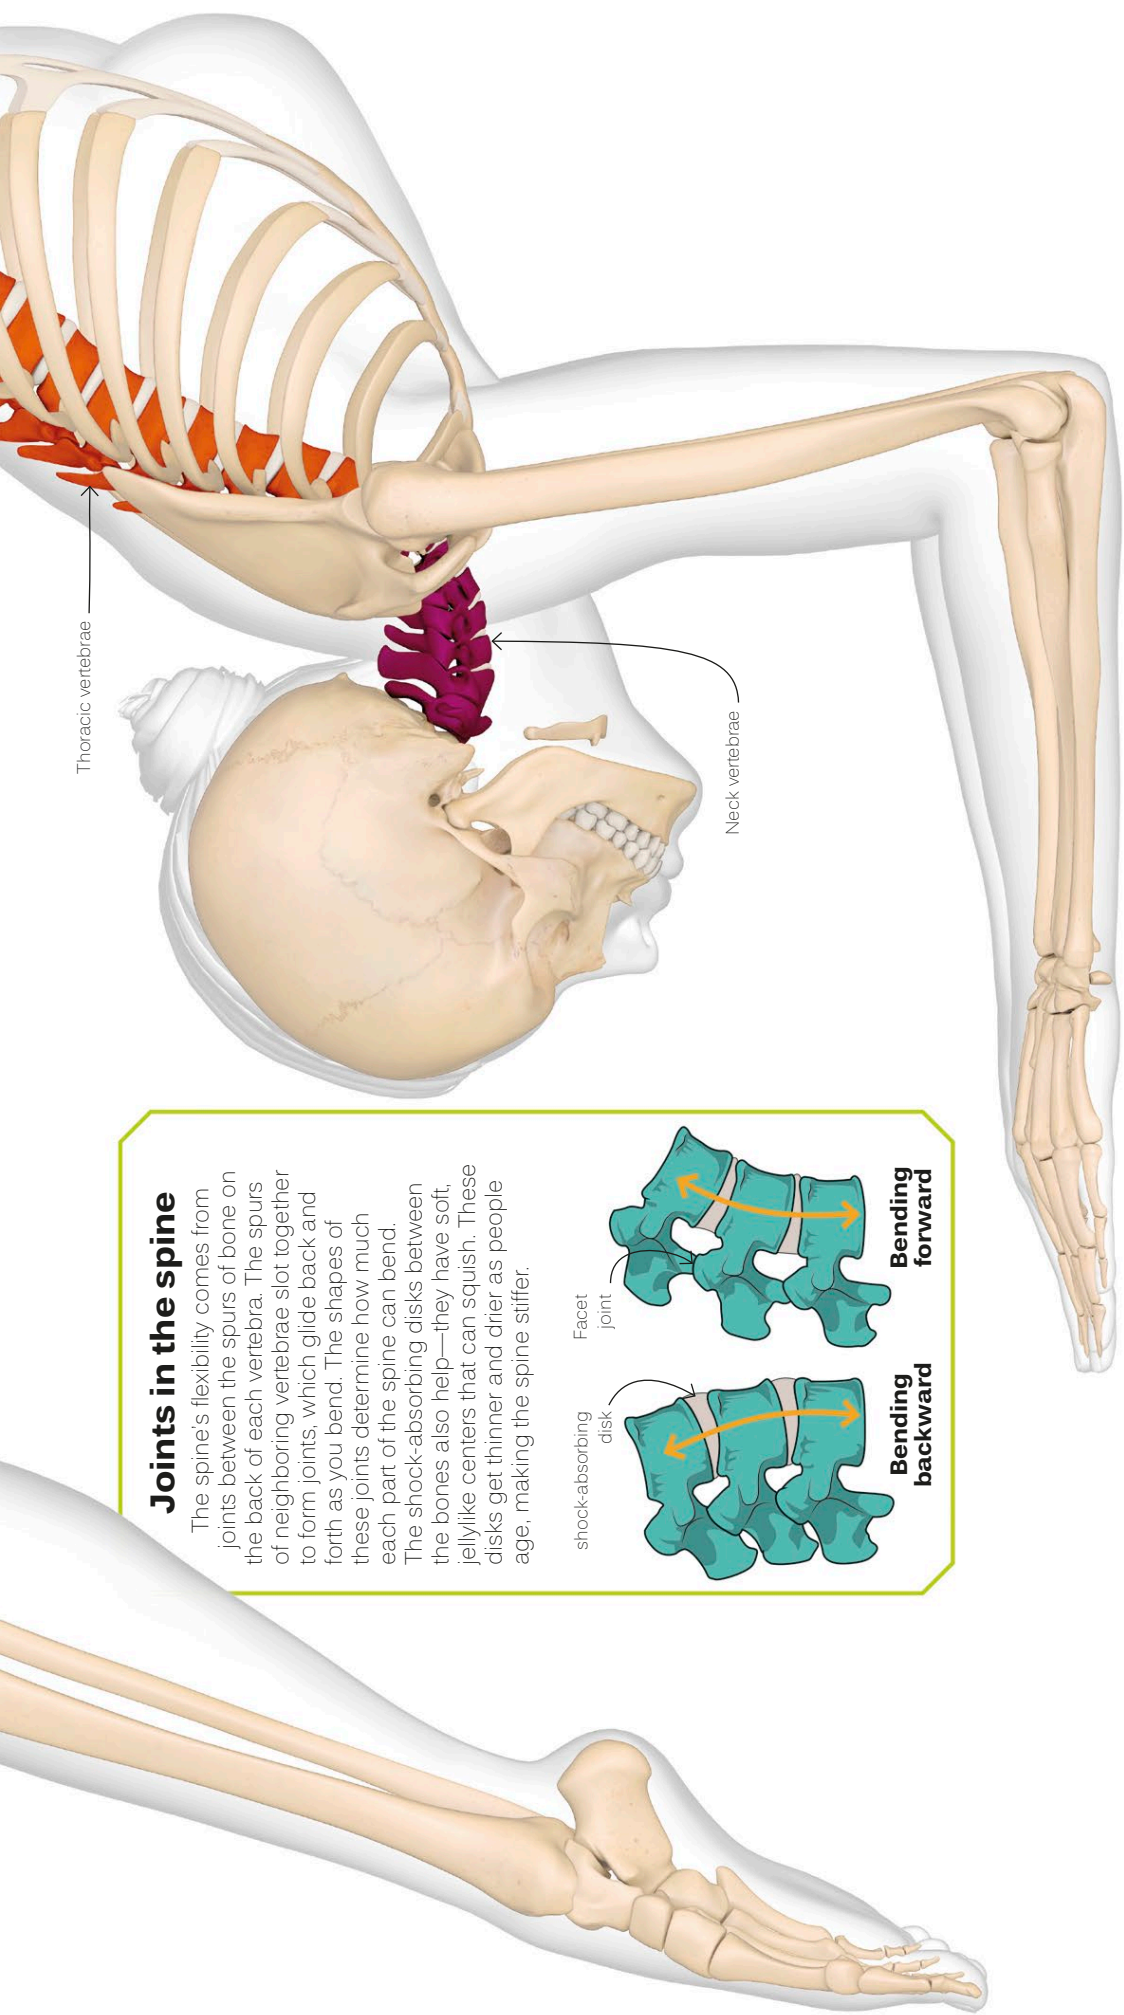 Thoracic vertebrae
Neck vertebrae
Joints in the spine
The spine's flexibility comes from
joints between the spurs of bone on
the back of each vertebra. The spurs
of neighboring vertebrae slot together
to form joints, which glide back and
forth as you bend. The shapes of
these joints determine how much
each part of the spine can bend.
The shock-absorbing disks between
the bones also help—they have soft,
jellylike centers that can squish. These
disks get thinner and drier as people
age, making the spine stiffer.
shock-absorbing
disk
Facet
joint
Bending
backward
Bending
forward